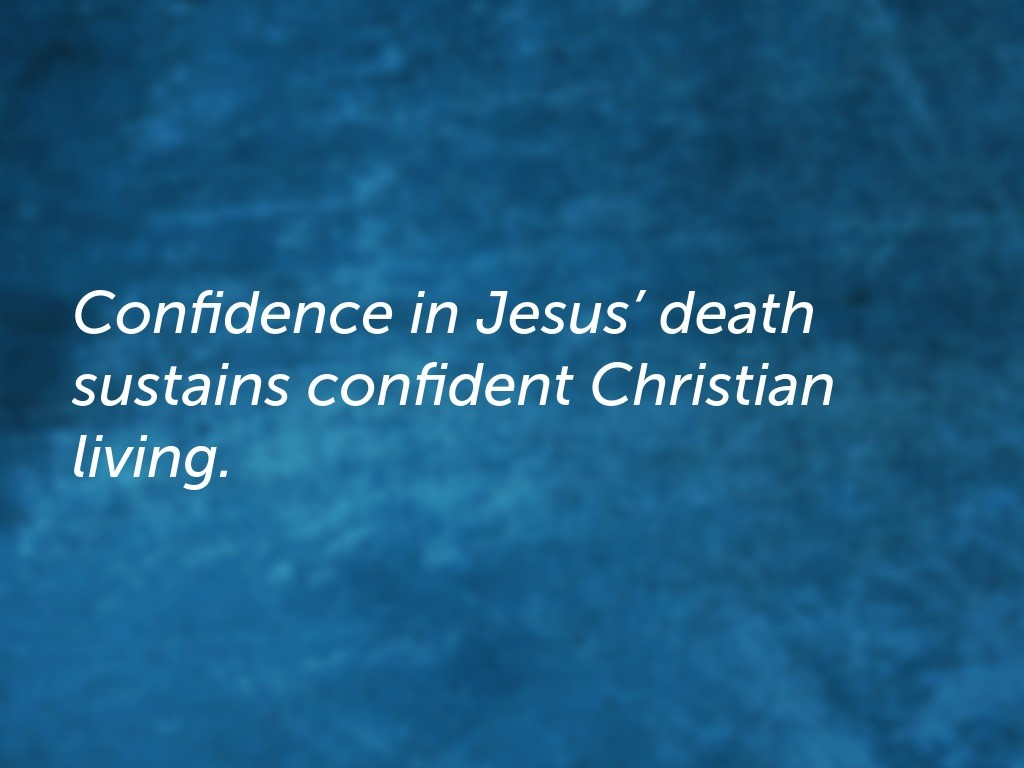 Confidence in Jesus’ death
sustains confident Christian
living.